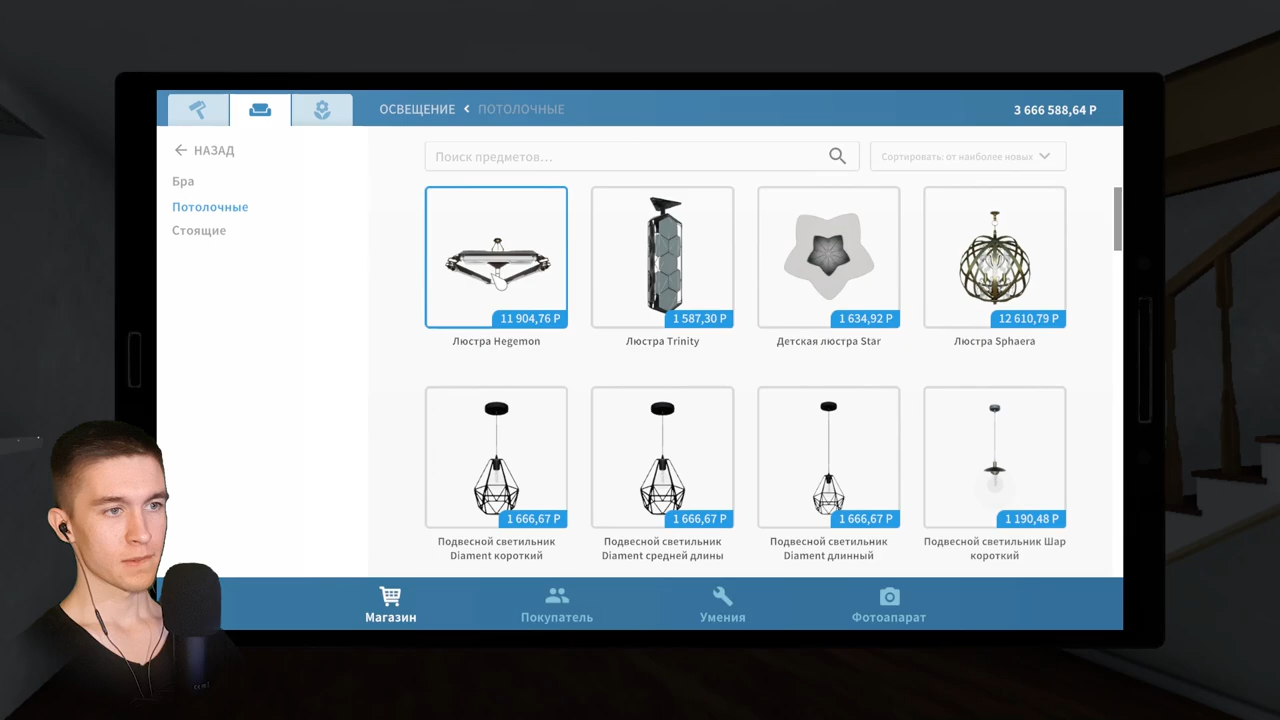 ОСВЕЩЕНИЕ < ПОТОЛОЧНЫЕ
3 666 588,64 Р
НАЗАД
Бра
Потолочные
Стоящие
Поиск предметов...
Сортировать: от наиболее новых
11 904,76 Р
1 587,30 Р
1 634,92 Р
12 610,79 Р
Люстра Hegemon
Люстра Trinity
Детская люстра Star
Люстра Sphaera
1 666,67 Р
1 666,67 Р
1 666,67 Р
1 190,48 Р
Подвесной светильник
Diament короткий
Подвесной светильник
Diament средней длины
Подвесной светильник
Diament длинный
Подвесной светильник Шар
короткий
Магазин
Покупатель
Умения
Фотоапарат